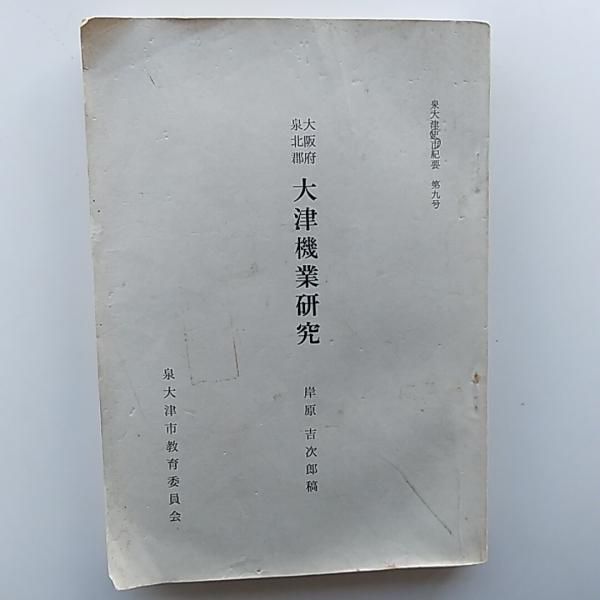 泉大津市史紀要 第九号
大阪府
泉北郡
大津機業研究
岸原 吉次郎稿
泉大津市教育委員会